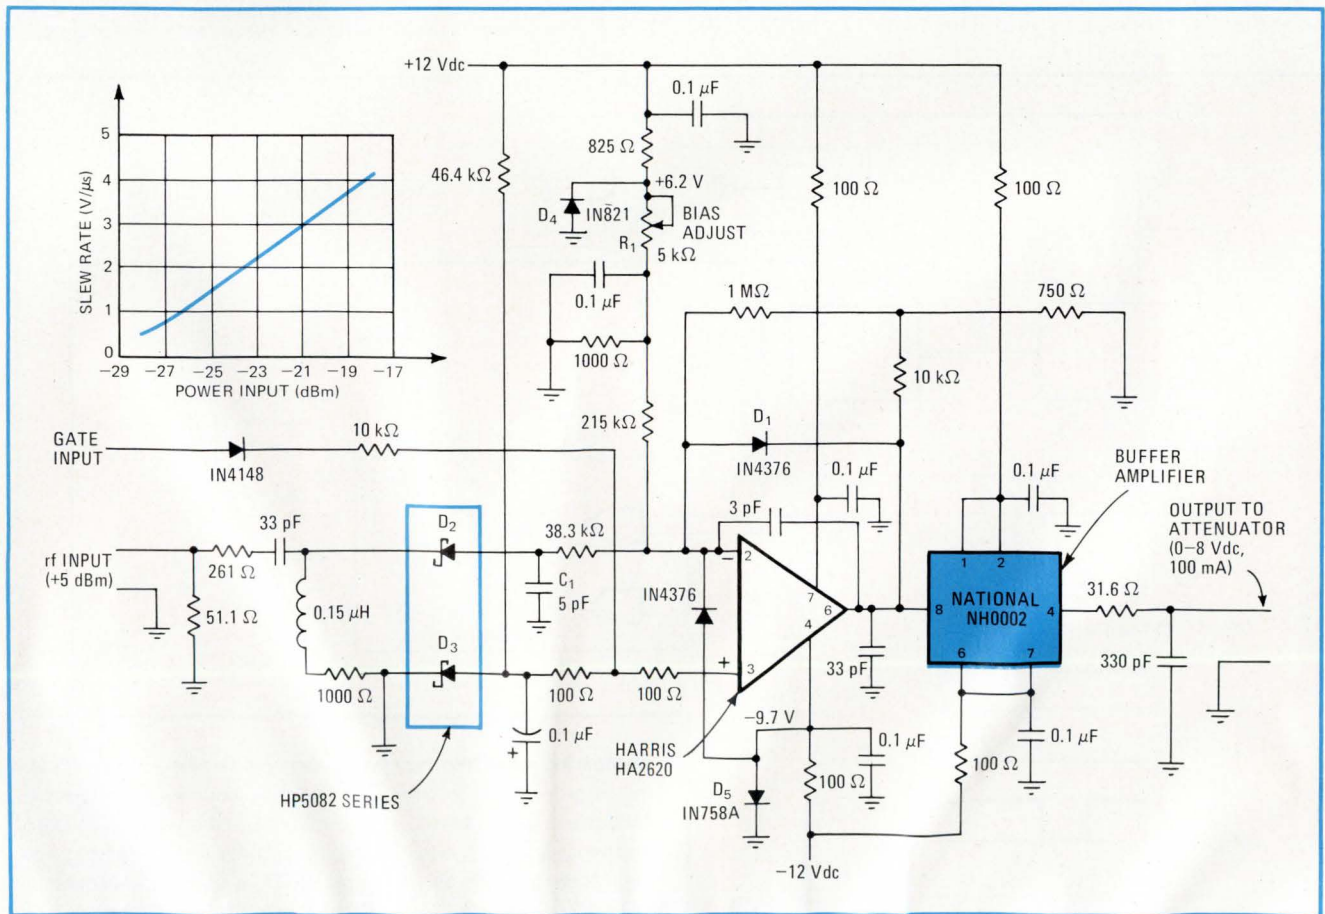 +12 Vdc
0.1 µF
825 Ω
46.4 kΩ
+6.2 V
D4
IN821
BIAS
ADJUST
R1
5 kΩ
100 Ω
100 Ω
0.1 µF
1000 Ω
1 MΩ
750 Ω
10 kΩ
215 kΩ
SLEW RATE (V/µs)
5
4
3
2
1
0
−29 −27 −25 −23 −21 −19 −17
POWER INPUT (dBm)
GATE
INPUT
IN4148
10 kΩ
D1
IN4376
0.1 µF
0.1 µF
BUFFER
AMPLIFIER
33 pF
D2
38.3 kΩ
3 pF
OUTPUT TO
ATTENUATOR
(0–8 Vdc,
100 mA)
rf INPUT
(+5 dBm)
261 Ω
51.1 Ω
0.15 µH
C1
5 pF
IN4376
−
2
7
6
4
+
3
1
2
8
NATIONAL
NH0002
4
6
7
31.6 Ω
330 pF
33 pF
D3
1000 Ω
100 Ω
100 Ω
0.1 µF
+
HP5082 SERIES
HARRIS
HA2620
−9.7 V
D5
IN758A
100 Ω
0.1 µF
100 Ω
0.1 µF
−12 Vdc